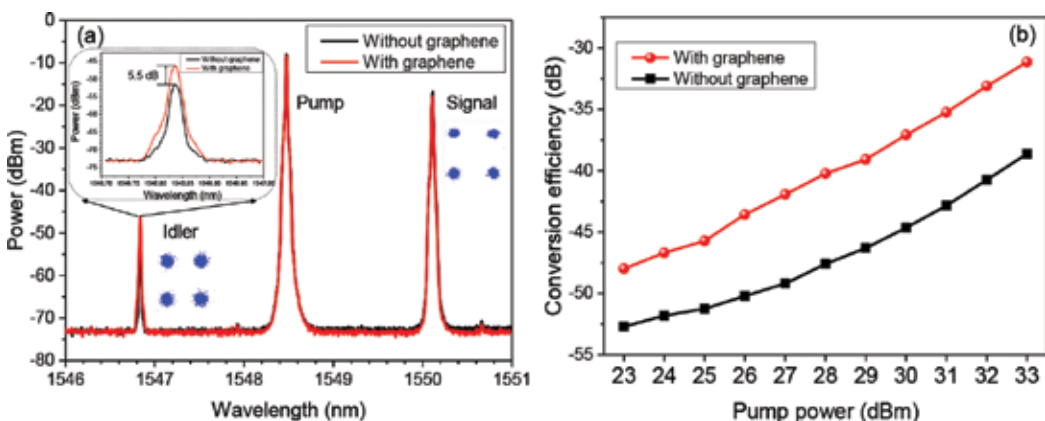 (a)
Without graphene
With graphene
Without graphene
With graphene
5.5 dB
Power (dBm)
Wavelength (nm)
Pump
Signal
Idler
0
-10
-20
-30
-40
-50
-60
-70
-80
Power (dBm)
1546 1547 1548 1549 1550 1551
Wavelength (nm)
(b)
With graphene
Without graphene
-30
-35
-40
-45
-50
-55
Conversion efficiency (dB)
23 24 25 26 27 28 29 30 31 32 33
Pump power (dBm)